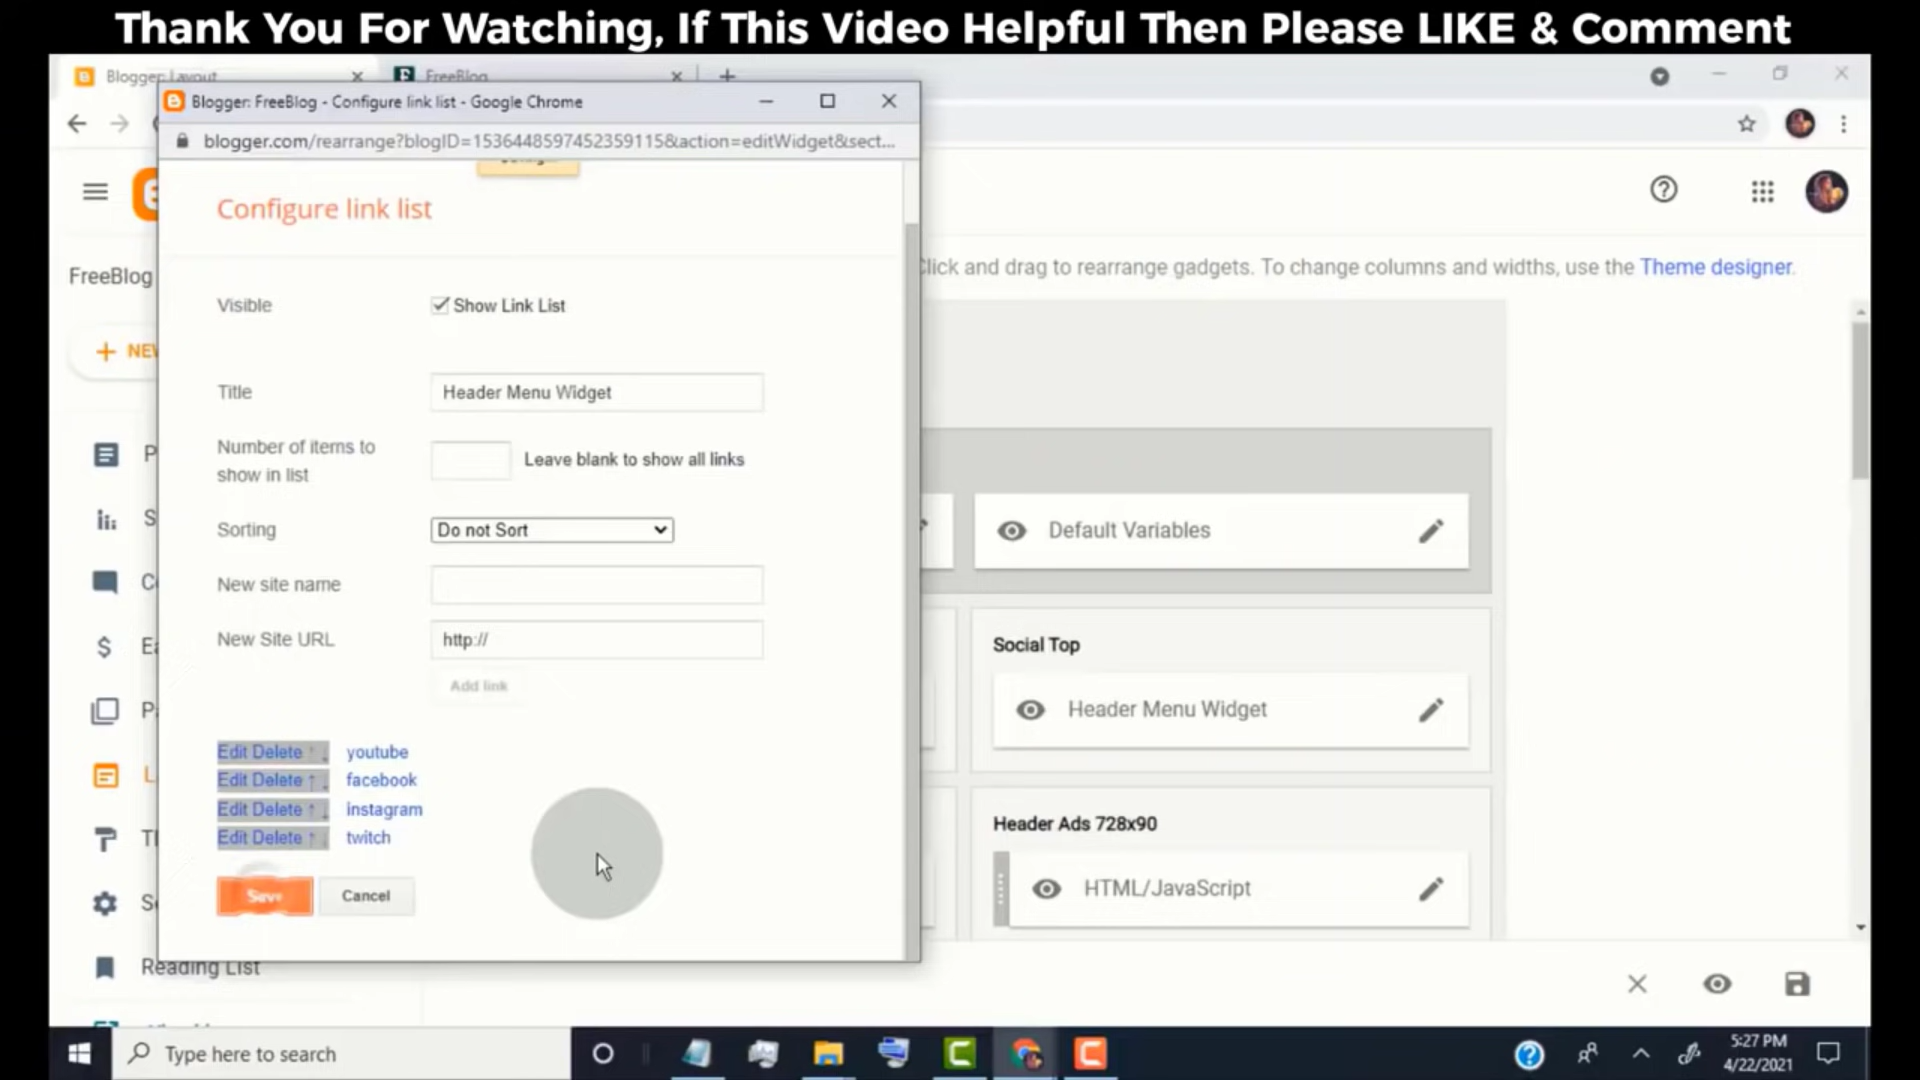 Thank You For Watching, If This Video Helpful Then Please LIKE & Comment
Blogger: Layout
FreeBlog
Blogger: FreeBlog - Configure link list - Google Chrome
blogger.com/rearrange?blogID=1536448597452359115&action=editWidget&sect...
Configure link list
FreeBlog
Click and drag to rearrange gadgets. To change columns and widths, use the Theme designer.
Visible
Show Link List
NEW
Title
Header Menu Widget
Number of items to show in list
Leave blank to show all links
Sorting
Do not Sort
New site name
New Site URL
http://
Add link
Edit Delete ↑ ↓ youtube
Edit Delete ↑ ↓ facebook
Edit Delete ↑ ↓ instagram
Edit Delete ↑ ↓ twitch
Save
Cancel
Default Variables
Social Top
Header Menu Widget
Header Ads 728x90
HTML/JavaScript
Reading List
Type here to search
5:27 PM
4/22/2021